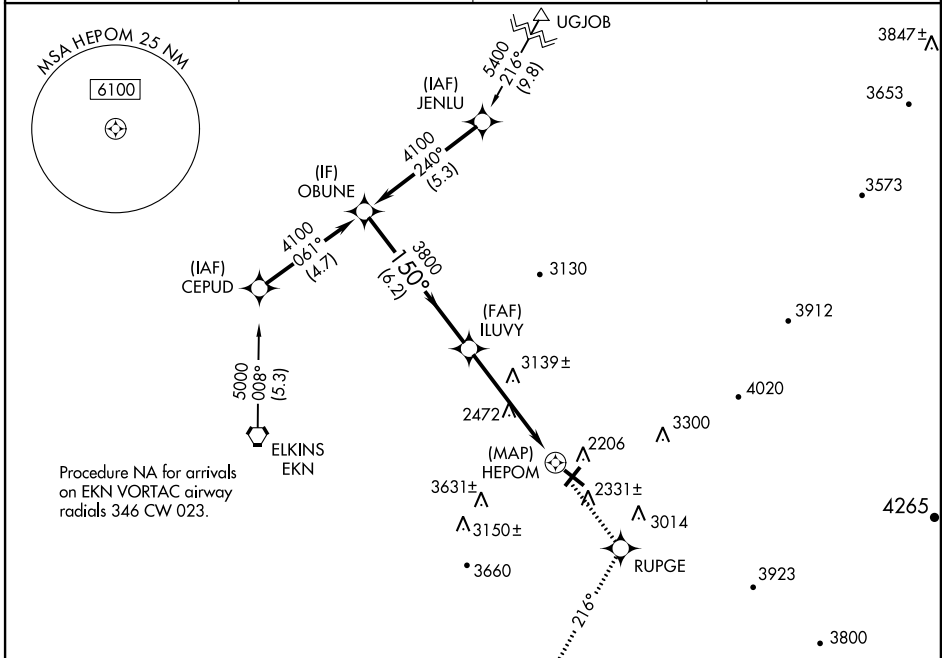 MSA HEPOM 25 NM
6100
UGJOB
5400
216°
(9.8)
(IAF)
JENLU
3847±
3653
3573
4100
240°
(5.3)
(IF)
OBUNE
4100
061°
(4.7)
(IAF)
CEPUD
3800
150°
(6.2)
3130
3912
(FAF)
ILUVY
3139±
2472
4020
3300
5000
008°
(5.3)
ELKINS
EKN
(MAP)
HEPOM
2206
2331±
3014
3631±
3150±
3660
4265
RUPGE
3923
3800
216°
Procedure NA for arrivals
on EKN VORTAC airway
radials 346 CW 023.